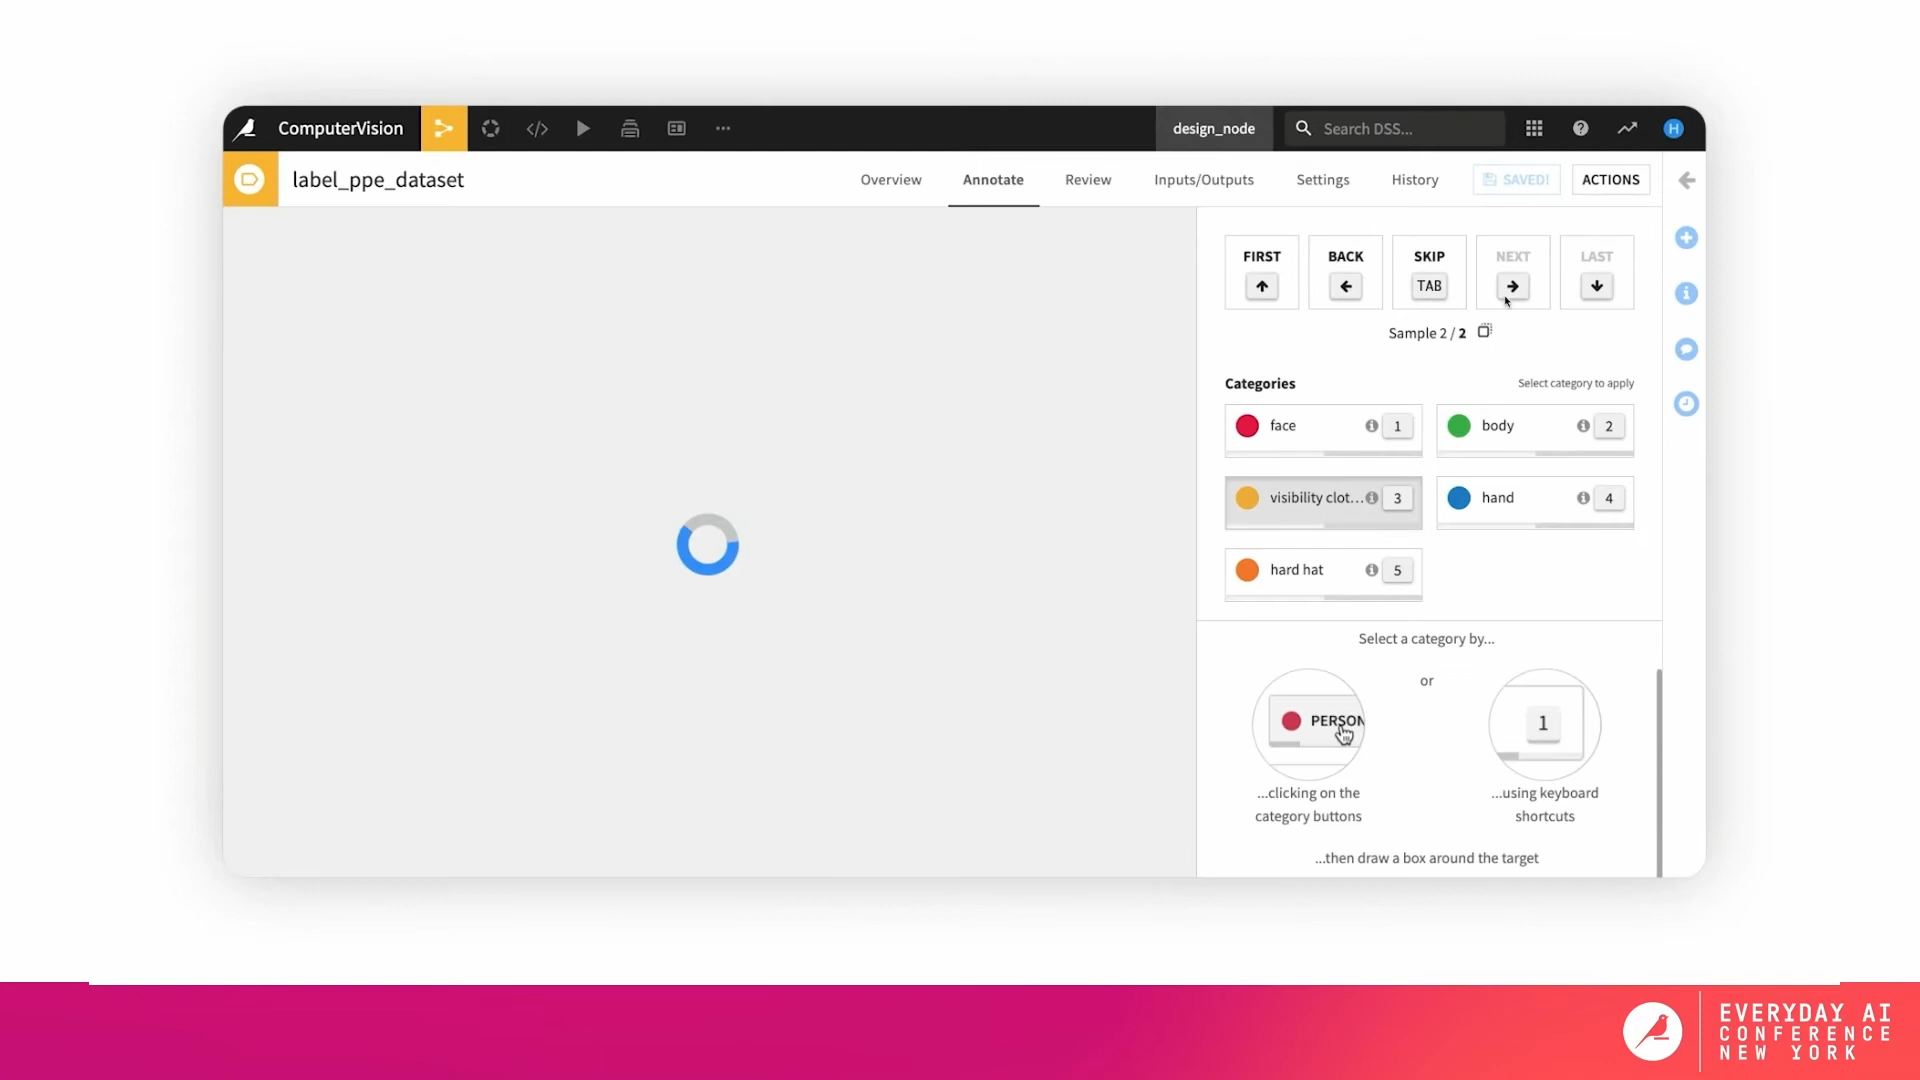 ComputerVision
design_node
Search DSS...
H
label_ppe_dataset
Overview
Annotate
Review
Inputs/Outputs
Settings
History
SAVED!
ACTIONS
FIRST
BACK
SKIP
NEXT
LAST
TAB
Sample 2 / 2
Categories
Select category to apply
face
1
body
2
visibility clot...
3
hand
4
hard hat
5
Select a category by...
or
PERSON
1
...clicking on the
category buttons
...using keyboard
shortcuts
...then draw a box around the target
EVERYDAY AI
CONFERENCE
NEW YORK